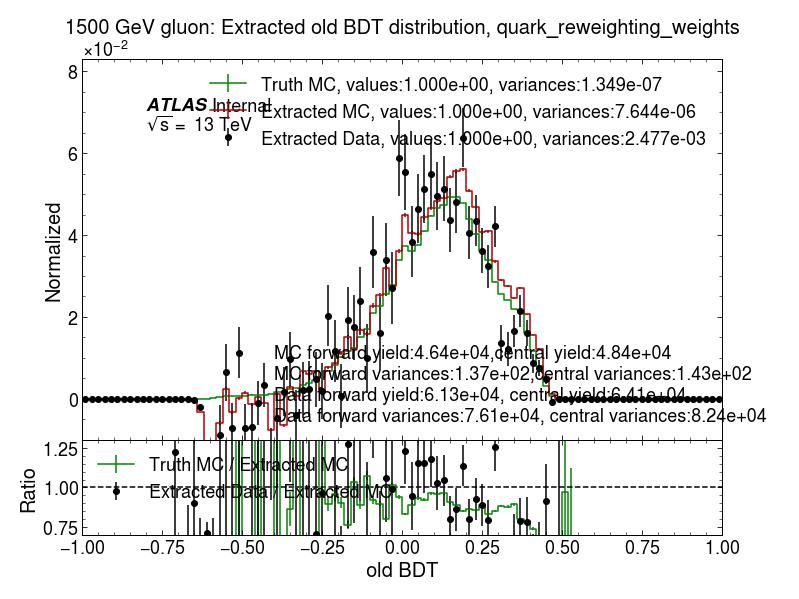 1500 GeV gluon: Extracted old BDT distribution, quark_reweighting_weights
×10⁻²
8
6
4
2
0
Normalized
ATLAS Internal
√s = 13 TeV
Truth MC, values:1.000e+00, variances:1.349e-07
Extracted MC, values:1.000e+00, variances:7.644e-06
Extracted Data, values:1.000e+00, variances:2.477e-03
MC forward yield:4.64e+04,central yield:4.84e+04
MC forward variances:1.37e+02,central variances:1.43e+02
Data forward yield:6.13e+04, central yield:6.41e+04
Data forward variances:7.61e+04, central variances:8.24e+04
1.25
1.00
0.75
Ratio
Truth MC / Extracted MC
Extracted Data / Extracted MC
−1.00 −0.75 −0.50 −0.25 0.00 0.25 0.50 0.75 1.00
old BDT